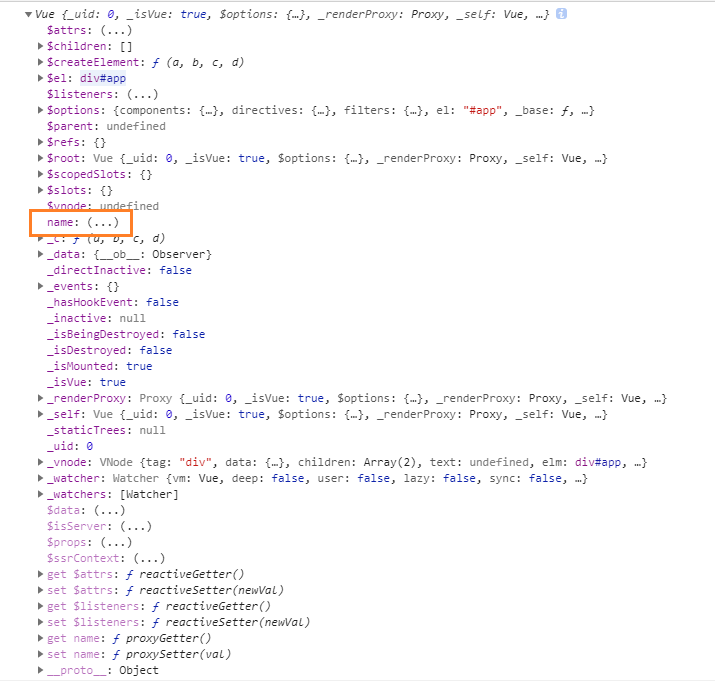 ▼Vue {_uid: 0, _isVue: true, $options: {…}, _renderProxy: Proxy, _self: Vue, …} i
$attrs: (...)
▶$children: []
▶$createElement: ƒ (a, b, c, d)
▶$el: div#app
$listeners: (...)
▶$options: {components: {…}, directives: {…}, filters: {…}, el: "#app", _base: ƒ, …}
$parent: undefined
▶$refs: {}
▶$root: Vue {_uid: 0, _isVue: true, $options: {…}, _renderProxy: Proxy, _self: Vue, …}
▶$scopedSlots: {}
▶$slots: {}
$vnode: undefined
name: (...)
▶_c: ƒ (a, b, c, d)
▶_data: {__ob__: Observer}
_directInactive: false
▶_events: {}
_hasHookEvent: false
_inactive: null
_isBeingDestroyed: false
_isDestroyed: false
_isMounted: true
_isVue: true
▶_renderProxy: Proxy {_uid: 0, _isVue: true, $options: {…}, _renderProxy: Proxy, _self: Vue, …}
▶_self: Vue {_uid: 0, _isVue: true, $options: {…}, _renderProxy: Proxy, _self: Vue, …}
_staticTrees: null
_uid: 0
▶_vnode: VNode {tag: "div", data: {…}, children: Array(2), text: undefined, elm: div#app, …}
▶_watcher: Watcher {vm: Vue, deep: false, user: false, lazy: false, sync: false, …}
▶_watchers: [Watcher]
$data: (...)
$isServer: (...)
$props: (...)
$ssrContext: (...)
▶get $attrs: ƒ reactiveGetter()
▶set $attrs: ƒ reactiveSetter(newVal)
▶get $listeners: ƒ reactiveGetter()
▶set $listeners: ƒ reactiveSetter(newVal)
▶get name: ƒ proxyGetter()
▶set name: ƒ proxySetter(val)
▶__proto__: Object